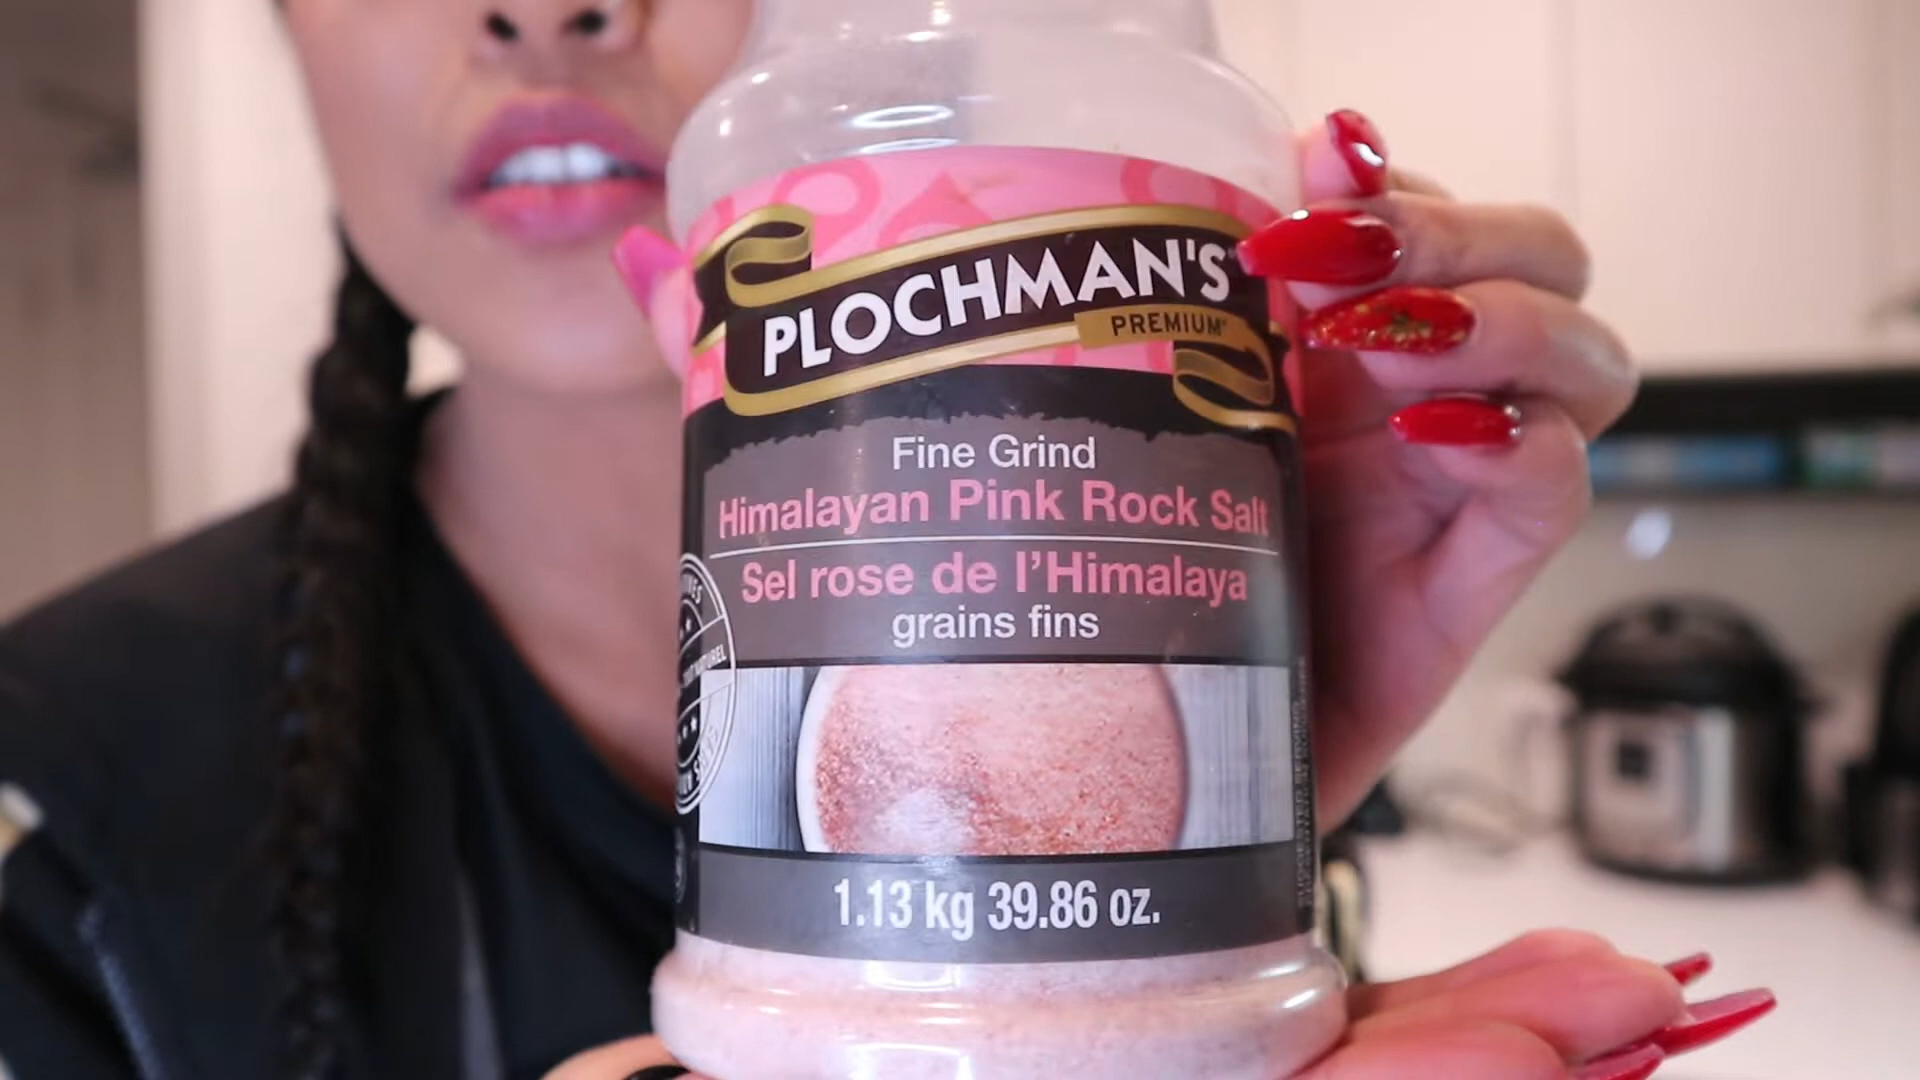 PLOCHMAN'S
PREMIUM
Fine Grind
Himalayan Pink Rock Salt
Sel rose de l'Himalaya
grains fins
NATUREL
1.13 kg 39.86 oz.